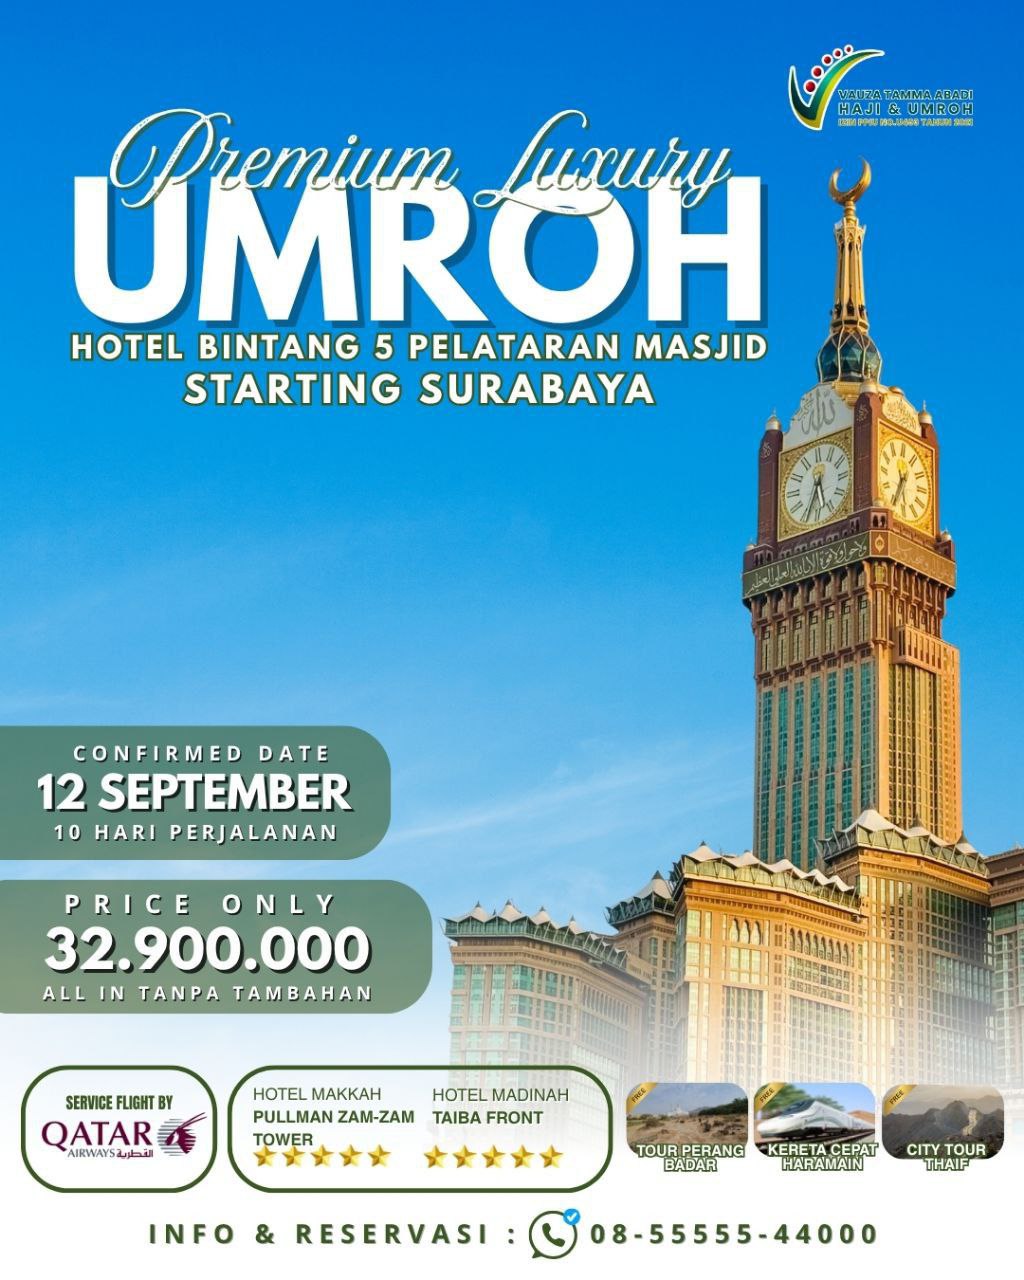 VAUZA TAMMA ABADI
HAJI & UMROH
Premium Luxury
UMROH
HOTEL BINTANG 5 PELATARAN MASJID
STARTING SURABAYA
CONFIRMED DATE
12 SEPTEMBER
10 HARI PERJALANAN
PRICE ONLY
32.900.000
ALL IN TANPA TAMBAHAN
SERVICE FLIGHT BY
QATAR
AIRWAYS القطرية
HOTEL MAKKAH
PULLMAN ZAM-ZAM
TOWER
HOTEL MADINAH
TAIBA FRONT
FREE
TOUR PERANG
BADAR
FREE
KERETA CEPAT
HARAMAIN
FREE
CITY TOUR
THAIF
INFO & RESERVASI : 08-55555-44000